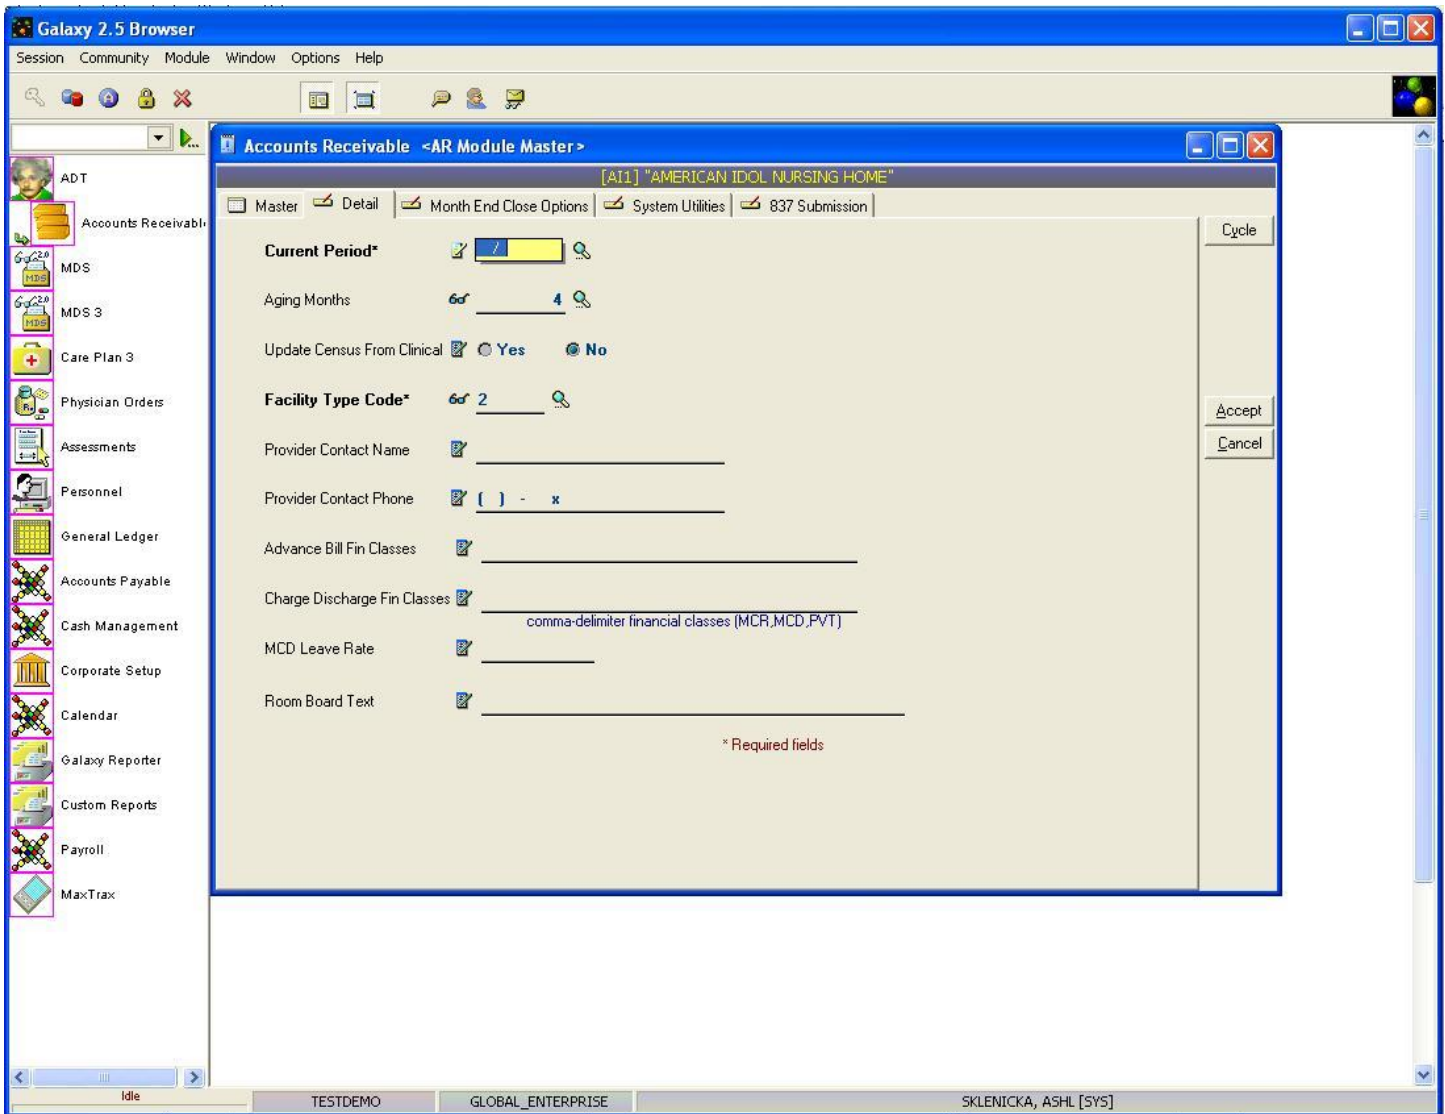 Galaxy 2.5 Browser
Session Community Module Window Options Help
Accounts Receivable <AR Module Master>
[AI1] "AMERICAN IDOL NURSING HOME"
Master Detail Month End Close Options System Utilities 837 Submission
ADT
Accounts Receivabl
MDS
MDS 3
Care Plan 3
Physician Orders
Assessments
Personnel
General Ledger
Accounts Payable
Cash Management
Corporate Setup
Calendar
Galaxy Reporter
Custom Reports
Payroll
MaxTrax
Current Period* /
Aging Months 4
Update Census From Clinical Yes No
Facility Type Code* 2
Provider Contact Name
Provider Contact Phone ( ) - x
Advance Bill Fin Classes
Charge Discharge Fin Classes
comma-delimiter financial classes (MCR,MCD,PVT)
MCD Leave Rate
Room Board Text
* Required fields
Cycle
Accept
Cancel
Idle TESTDEMO GLOBAL_ENTERPRISE SKLENICKA, ASHL [SYS]